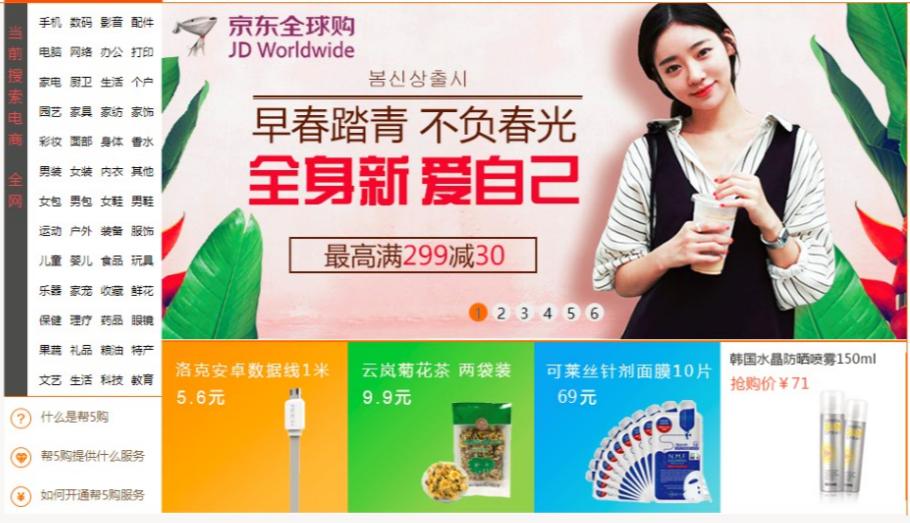 当前搜索电商 全网
手机 数码 影音 配件
电脑 网络 办公 打印
家电 厨卫 生活 个户
园艺 家具 家纺 家饰
彩妆 面部 身体 香水
男装 女装 内衣 其他
女包 男包 女鞋 男鞋
运动 户外 装备 服饰
儿童 婴儿 食品 玩具
乐器 家宠 收藏 鲜花
保健 理疗 药品 眼镜
果蔬 礼品 粮油 特产
文艺 生活 科技 教育
? 什么是帮5购
帮5购提供什么服务
¥ 如何开通帮5购服务
京东全球购
JD Worldwide
봄신상출시
早春踏青 不负春光
全身新 爱自己
最高满299减30
1 2 3 4 5 6
洛克安卓数据线1米
5.6元
云岚菊花茶 两袋装
9.9元
可莱丝针剂面膜10片
69元
韩国水晶防晒喷雾150ml
抢购价￥71